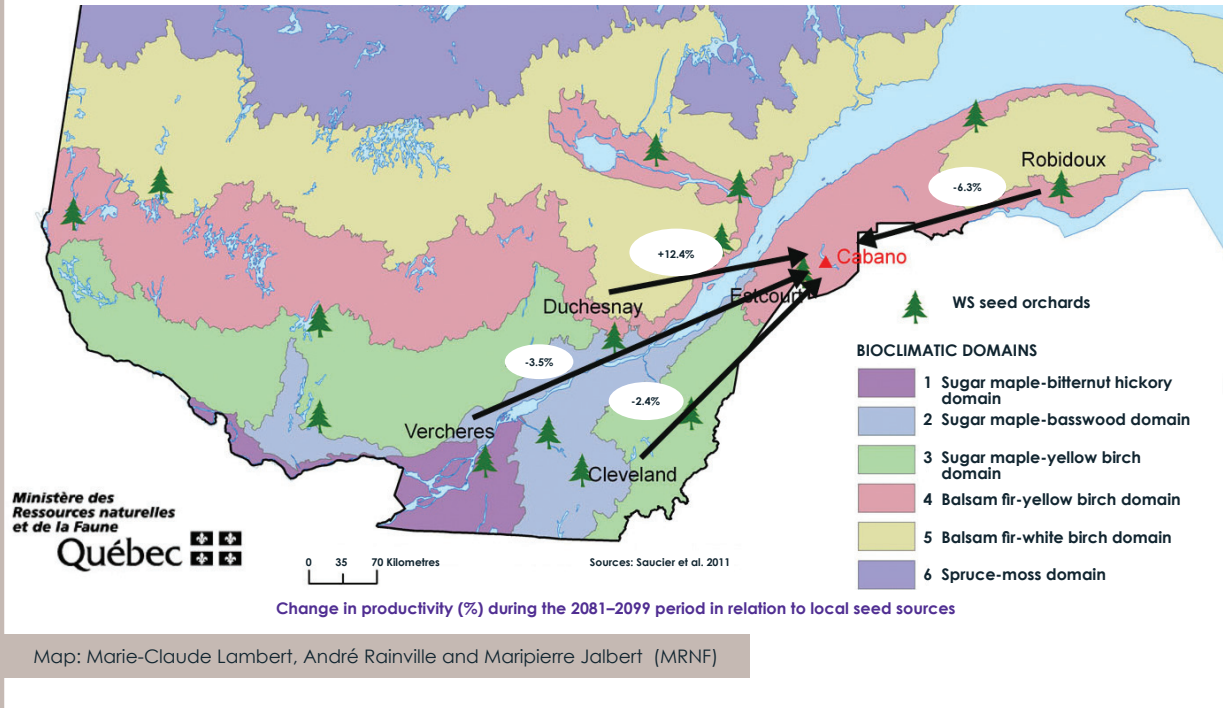 Robidoux
-6.3%
+12.4%
Cabano
Estcourt
Duchesnay
WS seed orchards
-3.5%
BIOCLIMATIC DOMAINS
1 Sugar maple-bitternut hickory
domain
-2.4%
2 Sugar maple-basswood domain
Vercheres
3 Sugar maple-yellow birch
domain
Cleveland
4 Balsam fir-yellow birch domain
Ministère des
Ressources naturelles
et de la Faune
Québec
5 Balsam fir-white birch domain
0 35 70 Kilometres
Sources: Saucier et al. 2011
6 Spruce-moss domain
Change in productivity (%) during the 2081–2099 period in relation to local seed sources
Map: Marie-Claude Lambert, André Rainville and Maripierre Jalbert (MRNF)